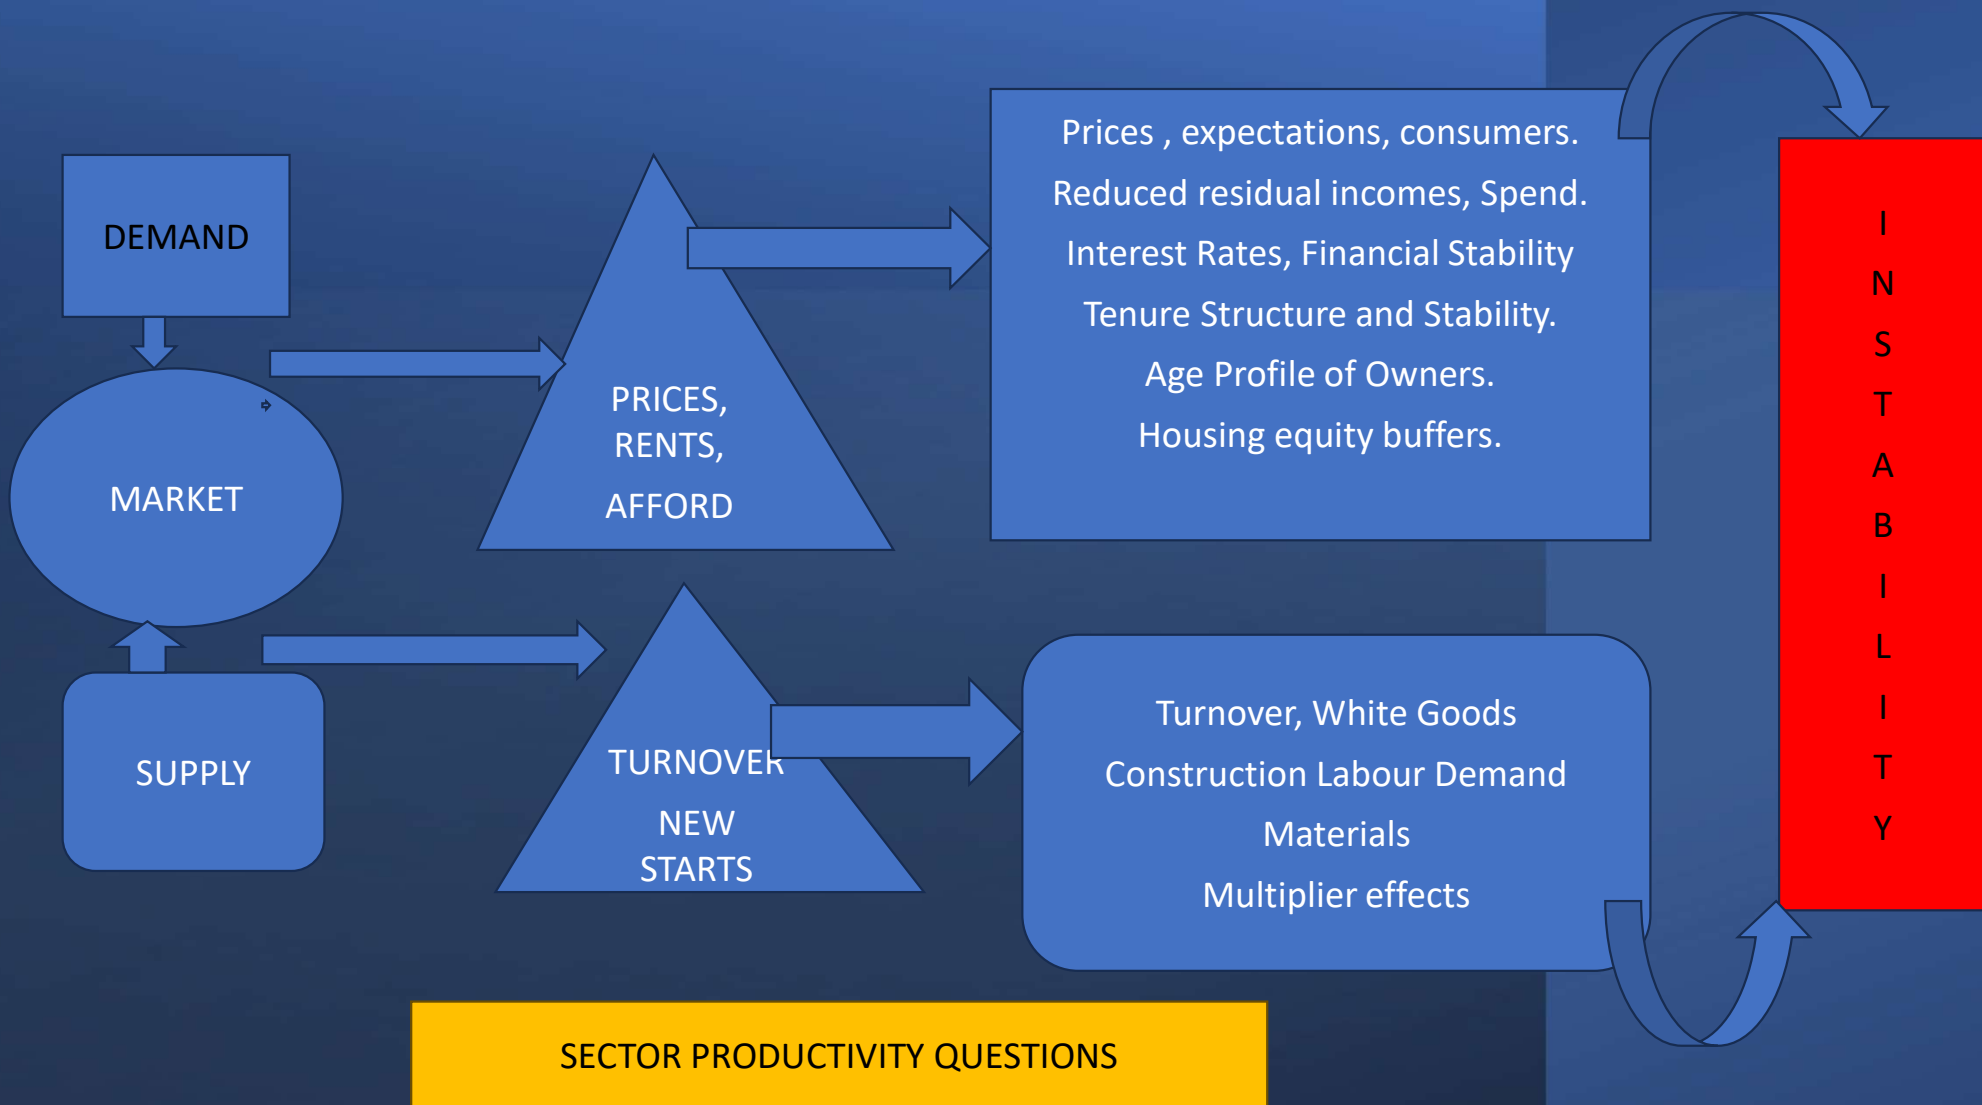 DEMAND
MARKET
SUPPLY
PRICES,
RENTS,
AFFORD
TURNOVER
NEW
STARTS
Prices , expectations, consumers.
Reduced residual incomes, Spend.
Interest Rates, Financial Stability
Tenure Structure and Stability.
Age Profile of Owners.
Housing equity buffers.
Turnover, White Goods
Construction Labour Demand
Materials
Multiplier effects
I
N
S
T
A
B
I
L
I
T
Y
SECTOR PRODUCTIVITY QUESTIONS